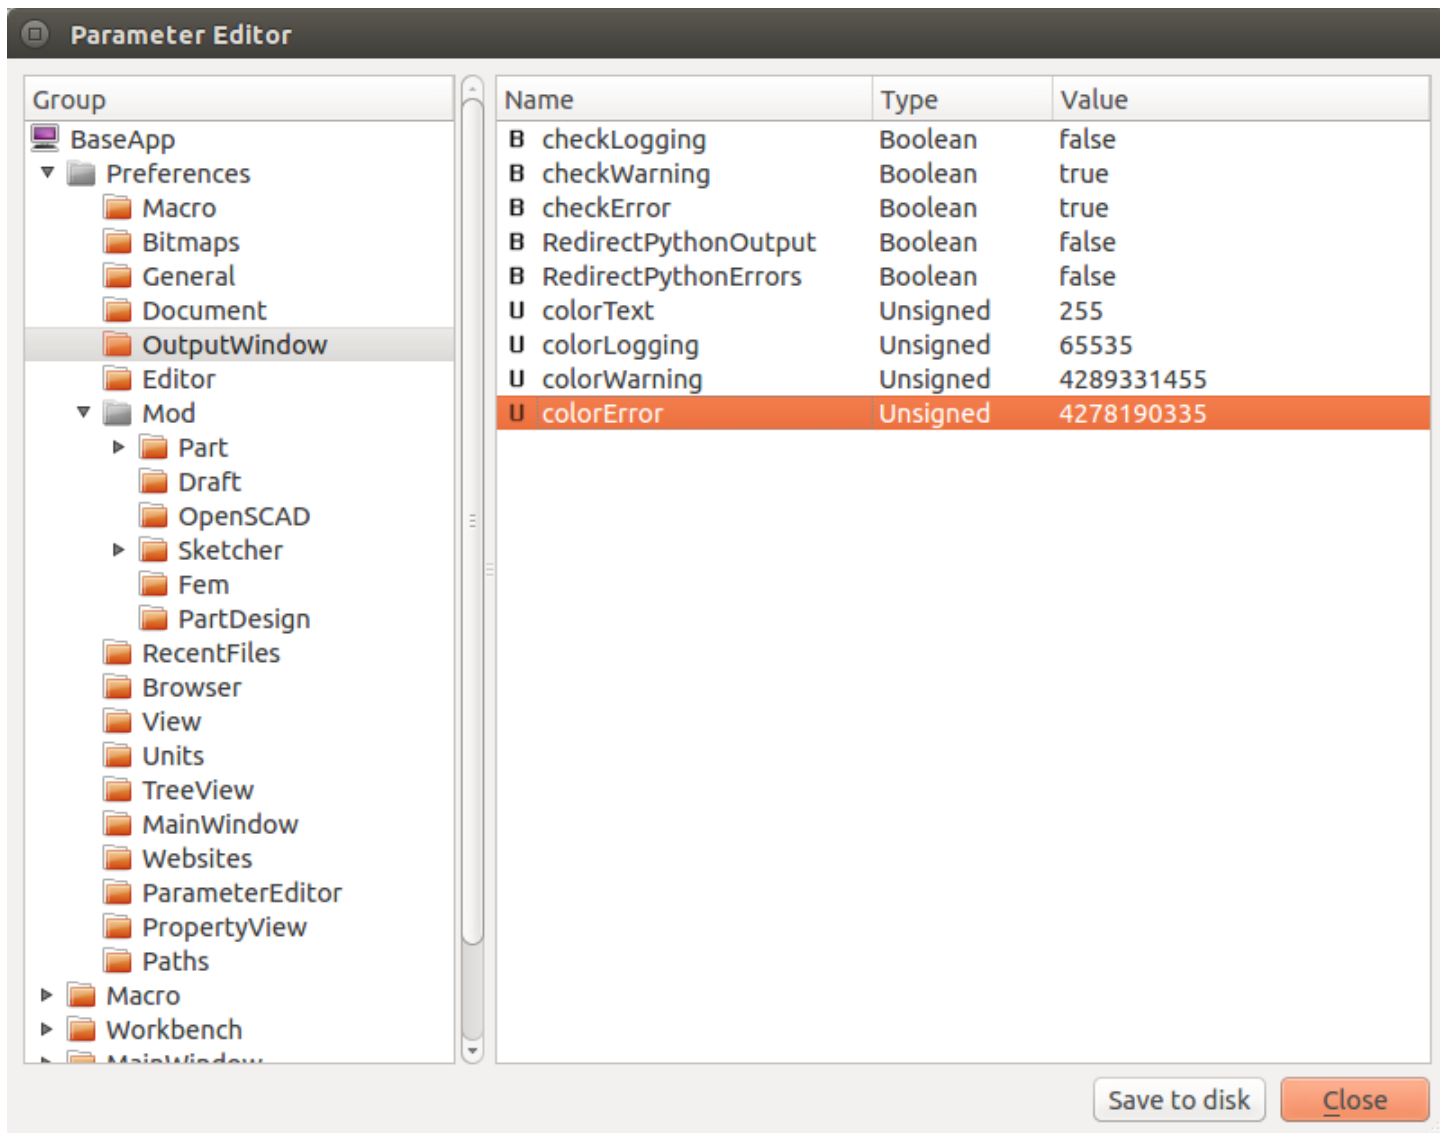 Parameter Editor
Group
BaseApp
Preferences
Macro
Bitmaps
General
Document
OutputWindow
Editor
Mod
Part
Draft
OpenSCAD
Sketcher
Fem
PartDesign
RecentFiles
Browser
View
Units
TreeView
MainWindow
Websites
ParameterEditor
PropertyView
Paths
Macro
Workbench
MainWindow
Name Type Value
B checkLogging Boolean false
B checkWarning Boolean true
B checkError Boolean true
B RedirectPythonOutput Boolean false
B RedirectPythonErrors Boolean false
U colorText Unsigned 255
U colorLogging Unsigned 65535
U colorWarning Unsigned 4289331455
U colorError Unsigned 4278190335
Save to disk Close